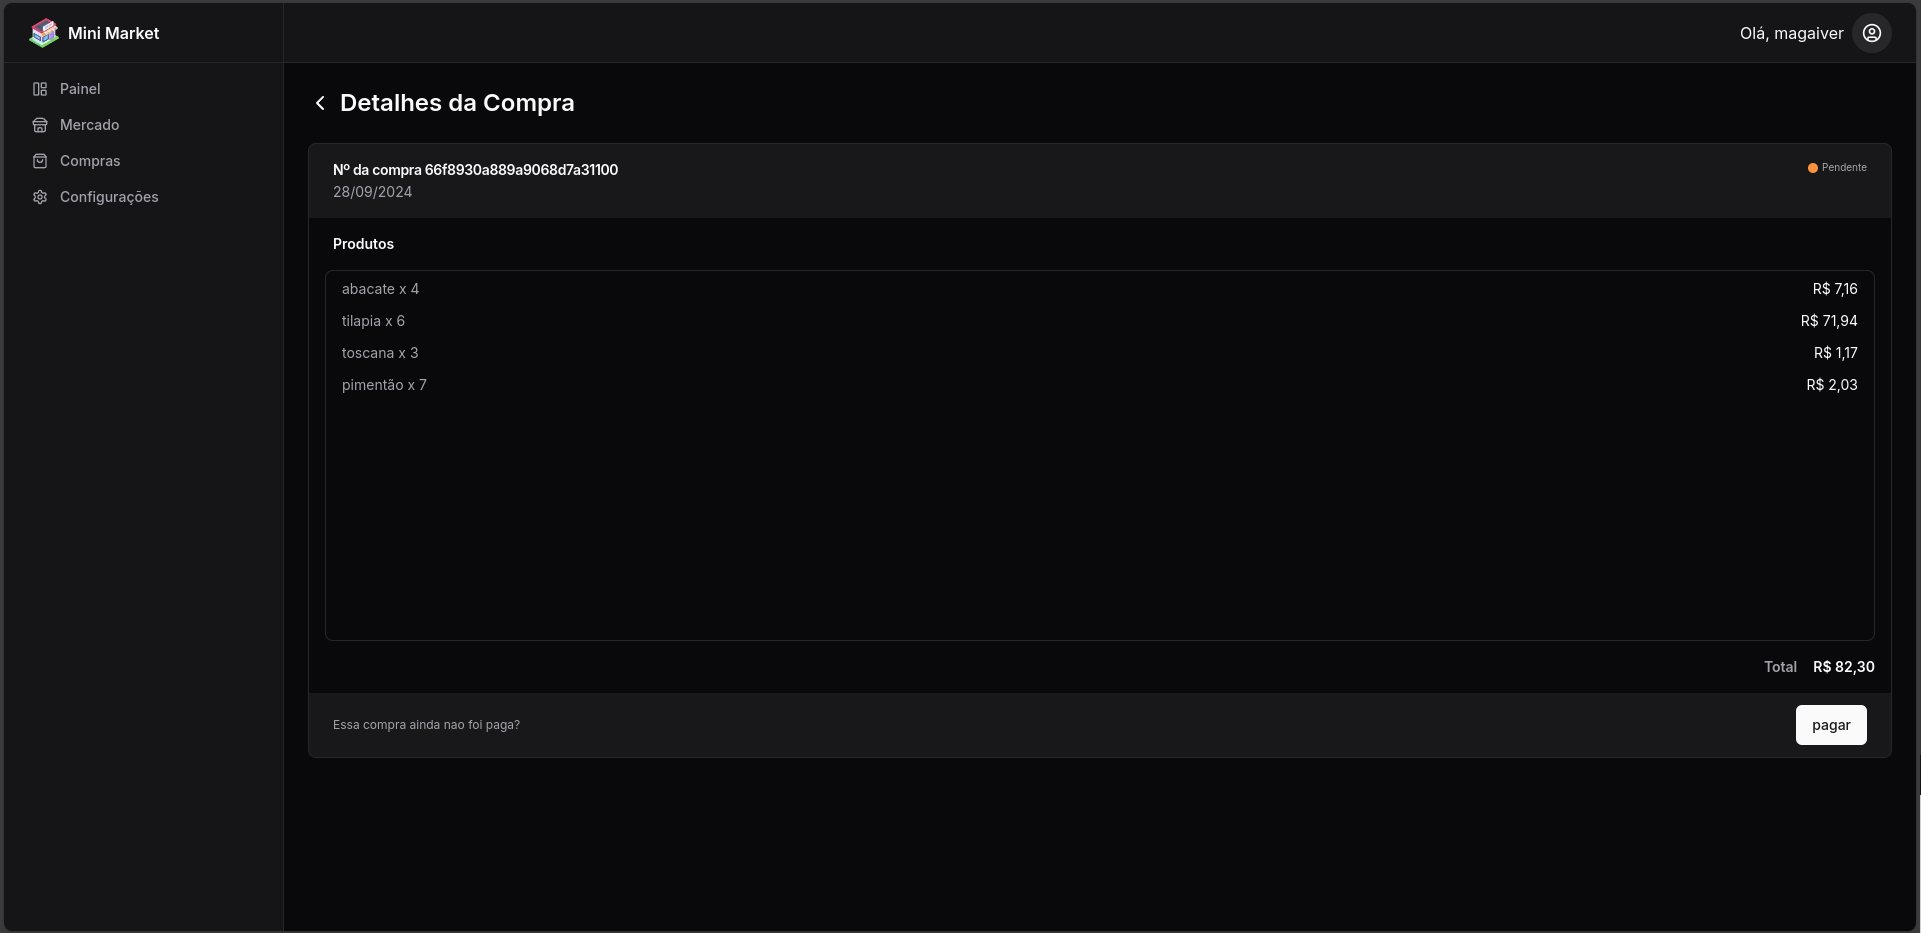 Mini Market
Olá, magaiver
Painel
Mercado
Compras
Configurações
Detalhes da Compra
Nº da compra 66f8930a889a9068d7a31100
Pendente
28/09/2024
Produtos
abacate x 4 R$ 7,16
tilapia x 6 R$ 71,94
toscana x 3 R$ 1,17
pimentão x 7 R$ 2,03
Total R$ 82,30
Essa compra ainda nao foi paga?
pagar